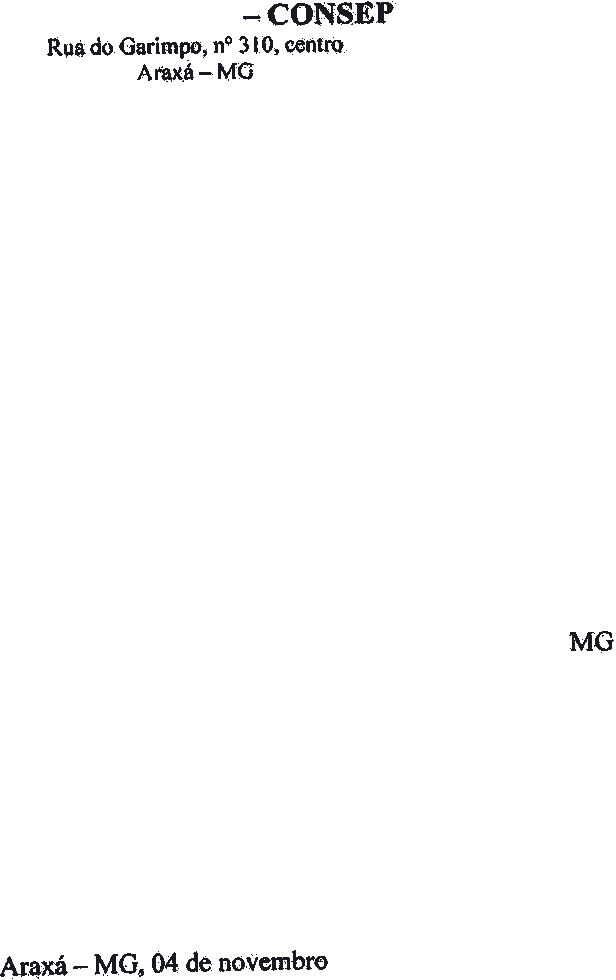 – CONSEP
Rua do Garimpo, nº 310, centro
Araxá – MG
MG
Araxá – MG, 04 de novembro